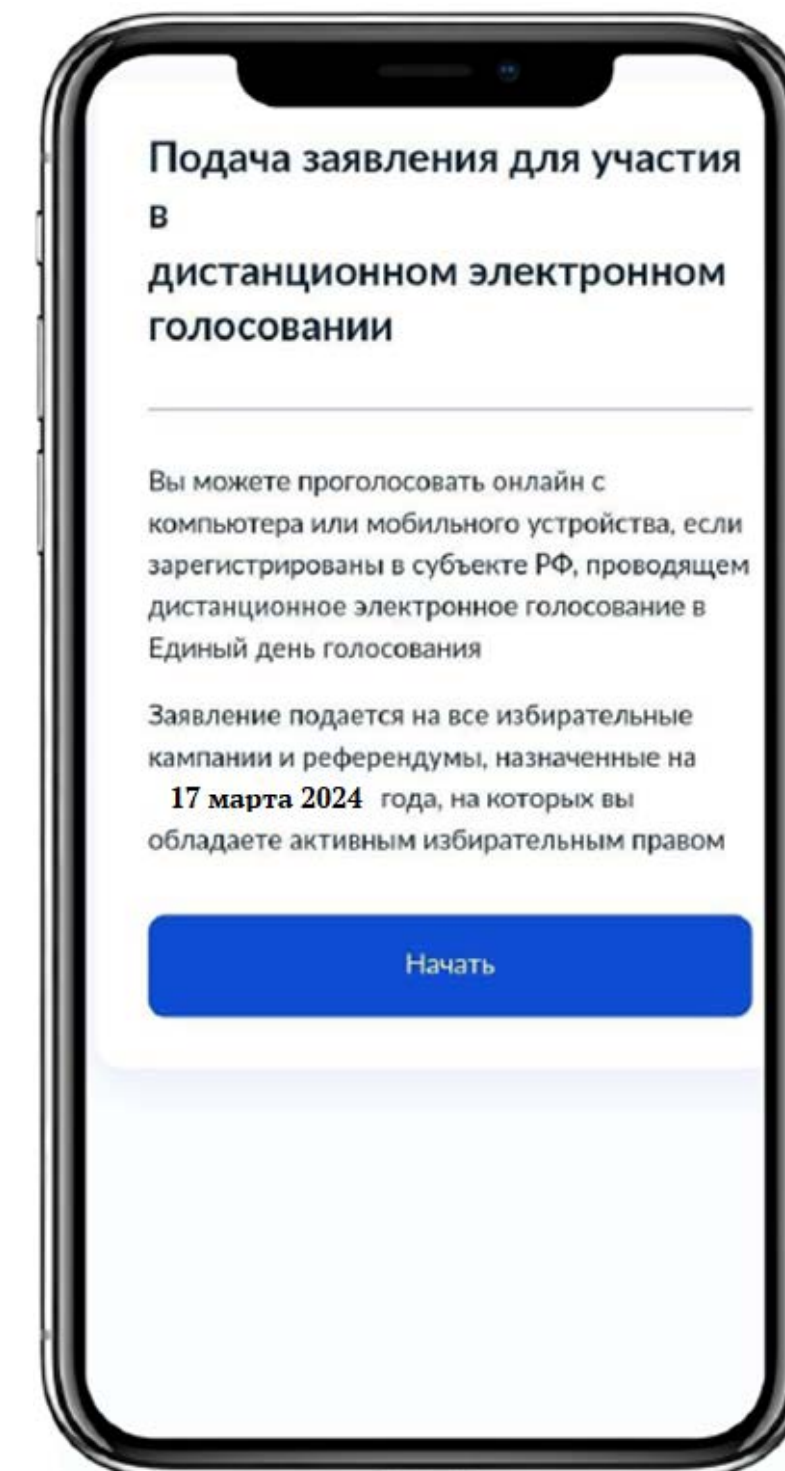 Подача заявления для участия
в
дистанционном электронном
голосовании
Вы можете проголосовать онлайн с
компьютера или мобильного устройства, если
зарегистрированы в субъекте РФ, проводящем
дистанционное электронное голосование в
Единый день голосования
Заявление подается на все избирательные
кампании и референдумы, назначенные на
17 марта 2024 года, на которых вы
обладаете активным избирательным правом
Начать